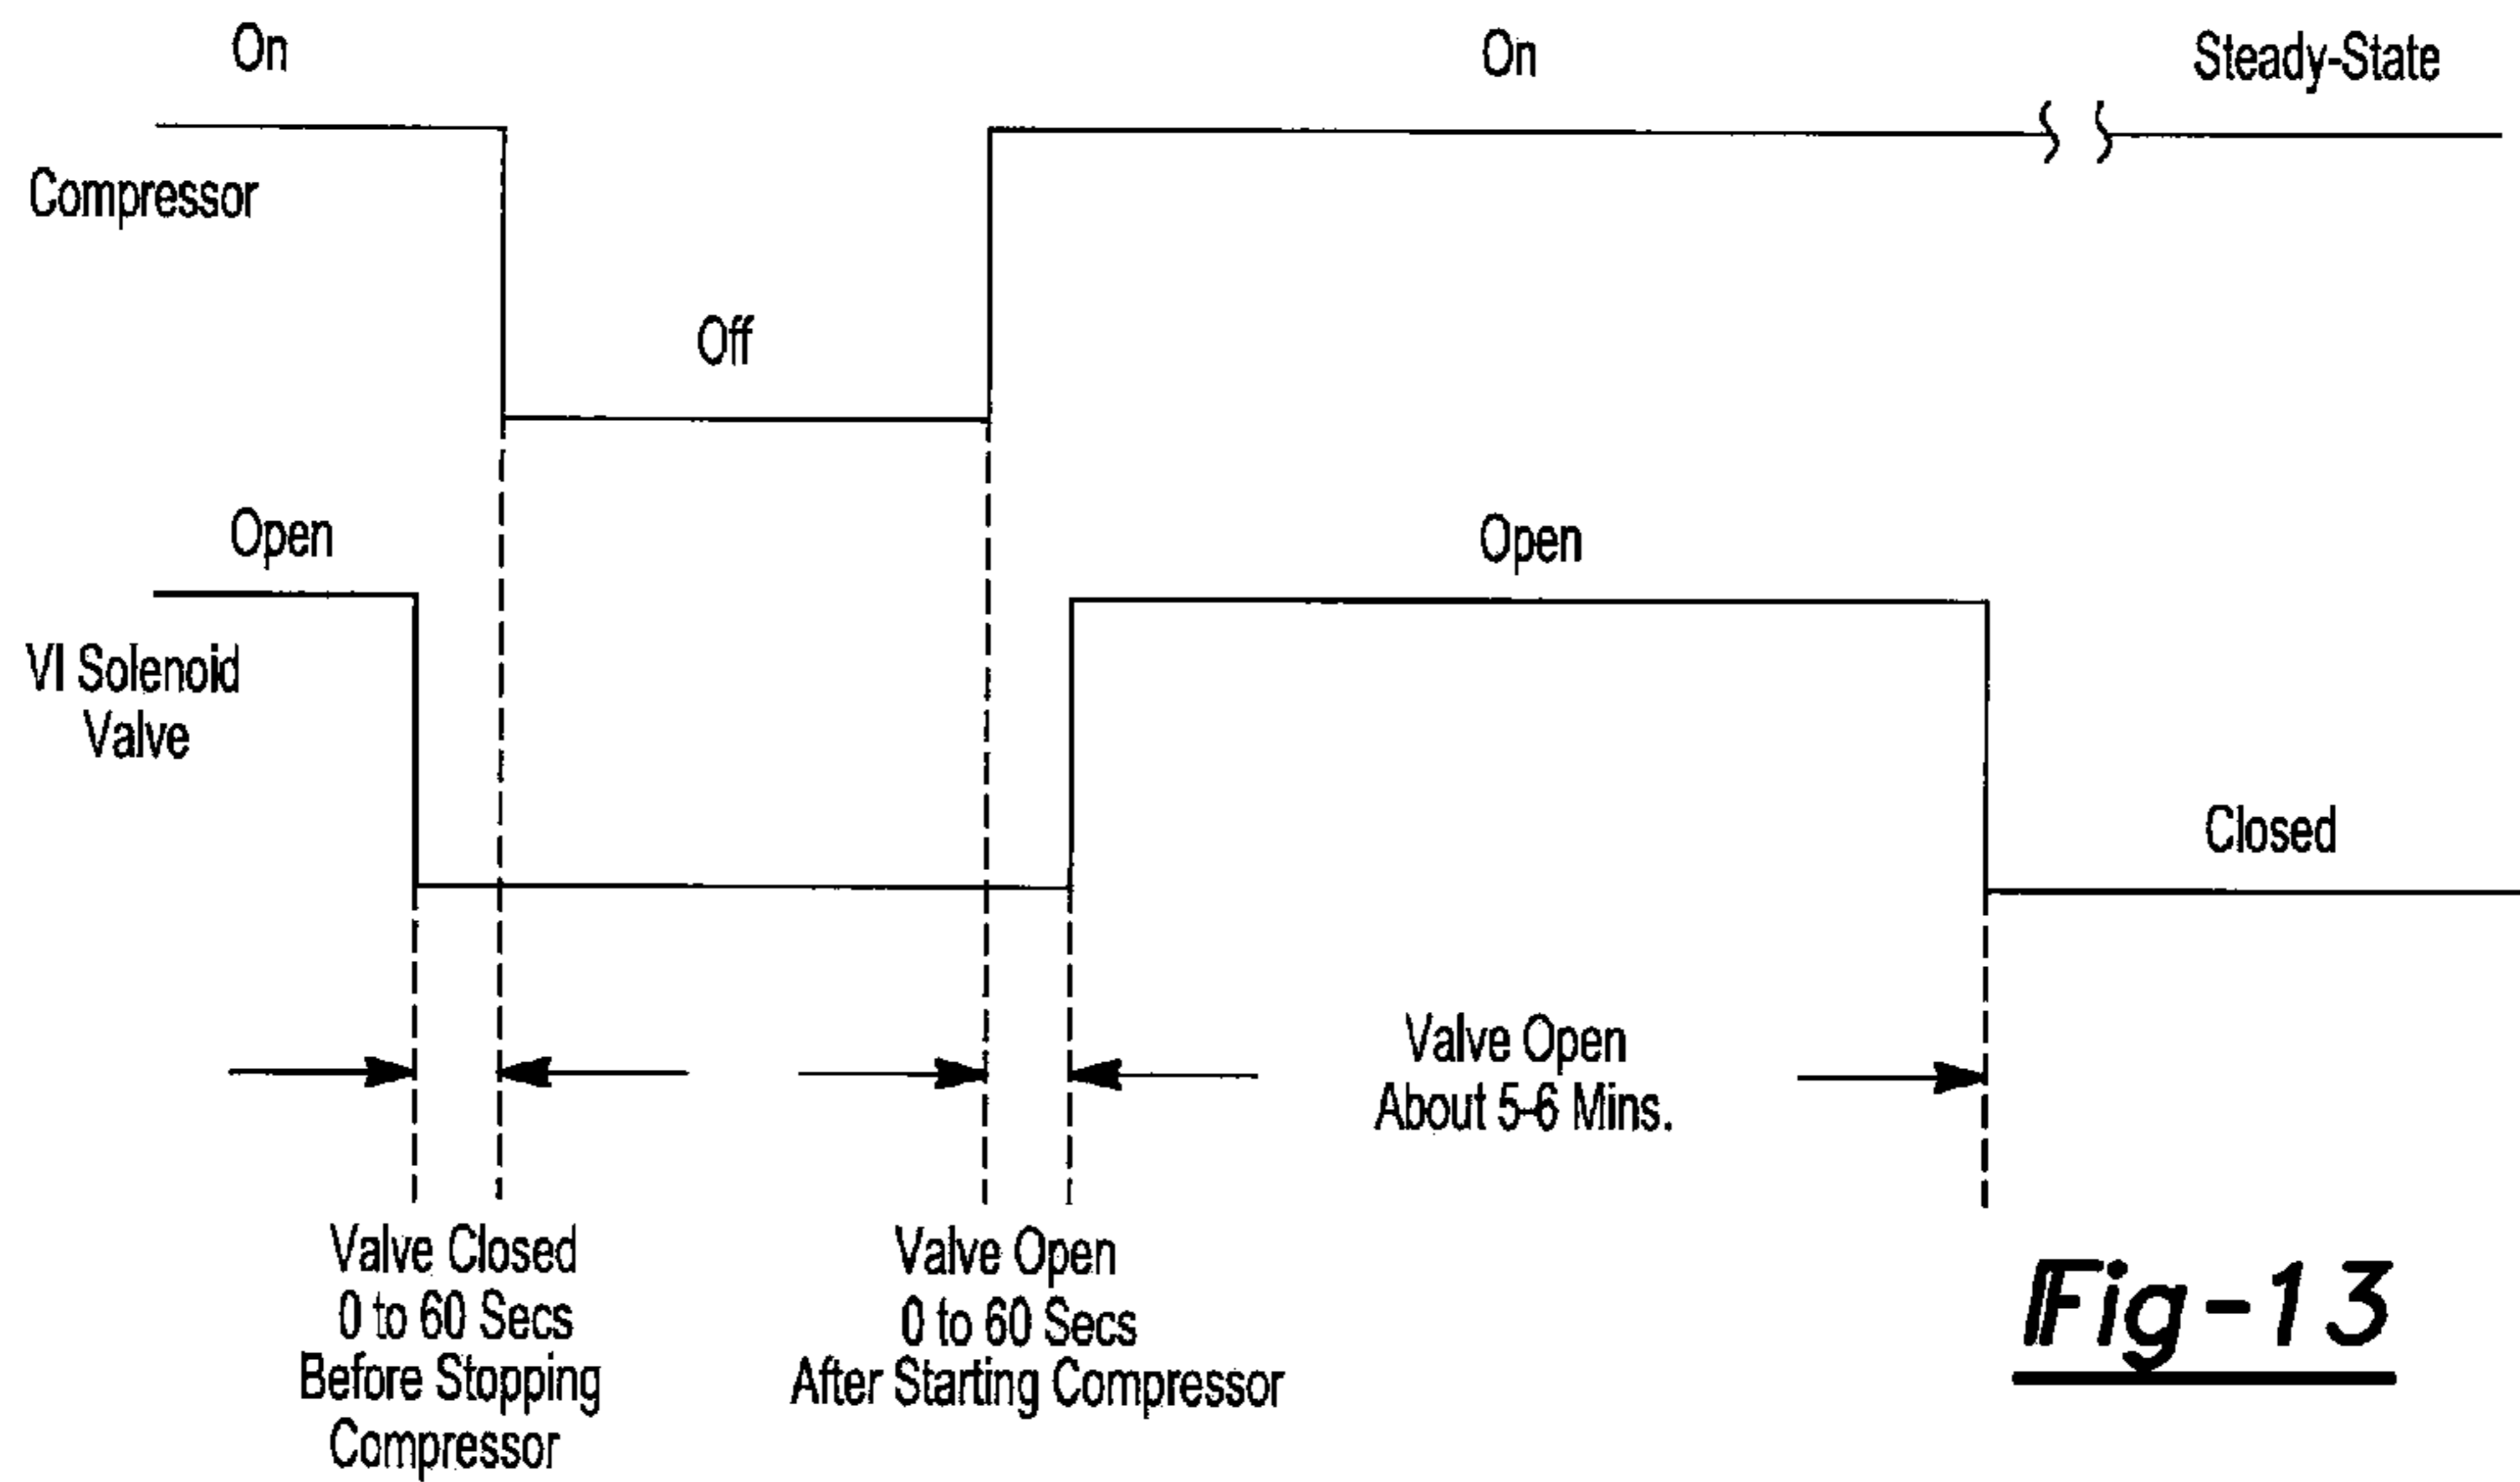 On
On
Steady-State
Compressor
Off
Open
Open
VI Solenoid
Valve
Closed
Valve Open
About 5-6 Mins.
Valve Closed
0 to 60 Secs
Before Stopping
Compressor
Valve Open
0 to 60 Secs
After Starting Compressor
Fig-13